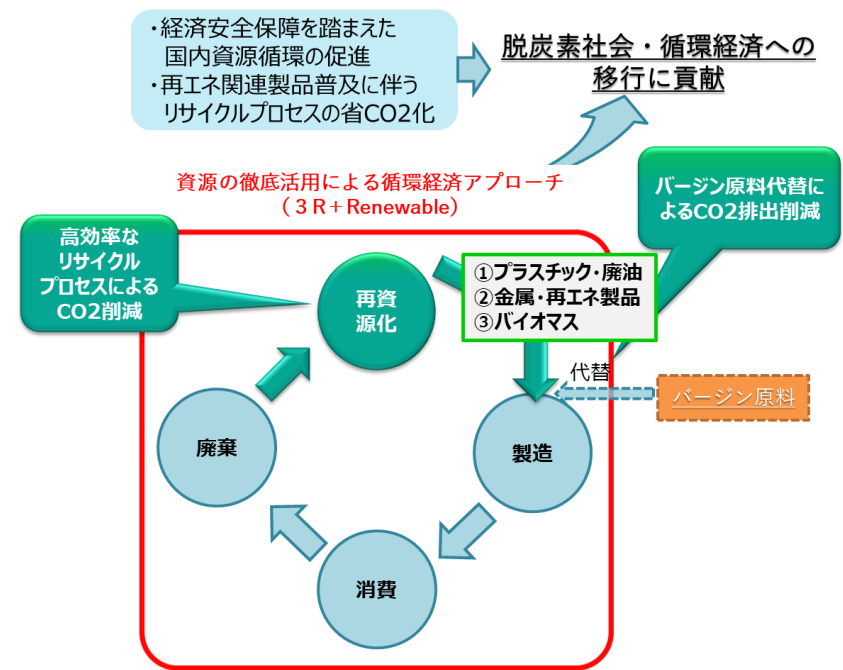 ・経済安全保障を踏まえた
国内資源循環の促進
・再エネ関連製品普及に伴う
リサイクルプロセスの省CO2化
脱炭素社会・循環経済への
移行に貢献
資源の徹底活用による循環経済アプローチ
（３R＋Renewable）
バージン原料代替に
よるCO2排出削減
高効率な
リサイクル
プロセスによる
CO2削減
再資
源化
①プラスチック・廃油
②金属・再エネ製品
③バイオマス
代替
バージン原料
廃棄
製造
消費